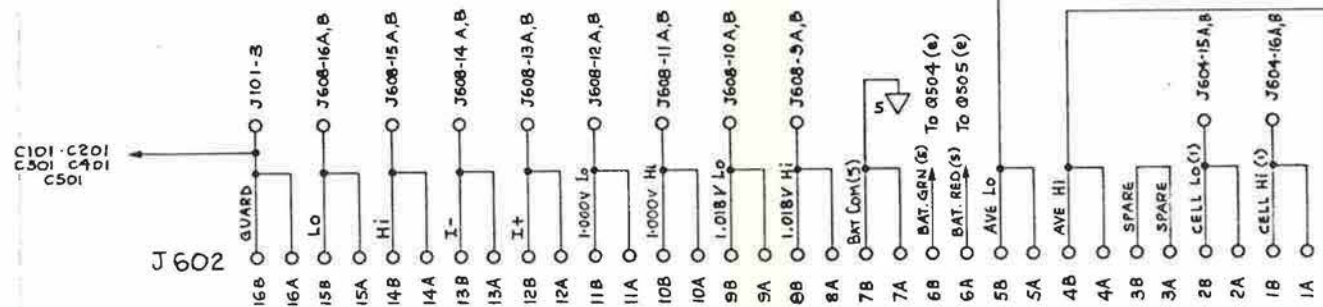 C101 · C201
C301 C401
C501
J602
J101-3
GUARD
16B
16A
J608-16A,B
Lo
15B
15A
J608-15A,B
Hi
14B
14A
J608-14A,B
I-
13B
13A
J608-13A,B
I+
12B
12A
J608-12A,B
1.000V Lo
11B
11A
J608-11A,B
1.000V Hi
10B
10A
J608-10A,B
1.018V Lo
9B
9A
J608-9A,B
1.018V Hi
8B
8A
5
BAT COM(5)
7B
7A
To Q504(e)
BAT. GRN(5)
6B
To Q505(e)
BAT. RED(5)
6A
AVE Lo
5B
5A
AVE Hi
4B
4A
SPARE
3B
SPARE
3A
J604-15A,B
CELL Lo(1)
2B
2A
J604-16A,B
CELL Hi(1)
1B
1A